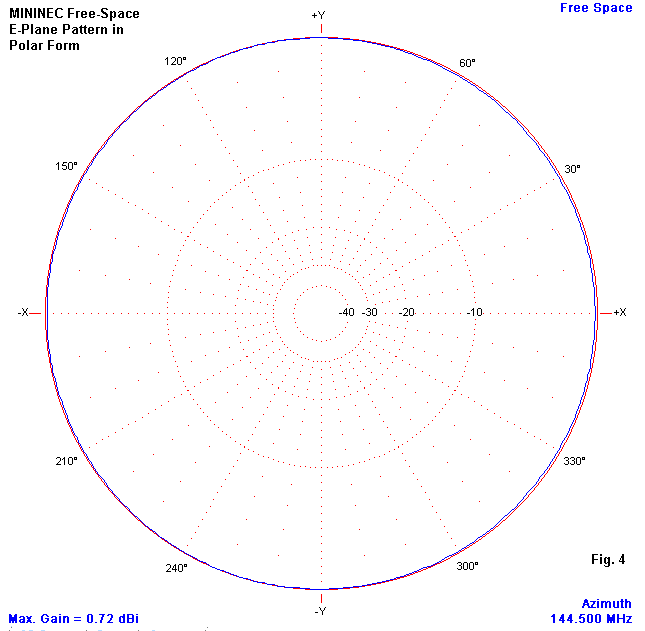 MININEC Free-Space
E-Plane Pattern in
Polar Form
Free Space
+Y
120°
60°
150°
30°
-X
-40
-30
-20
-10
+X
210°
330°
240°
300°
-Y
Fig. 4
Azimuth
Max. Gain = 0.72 dBi
144.500 MHz